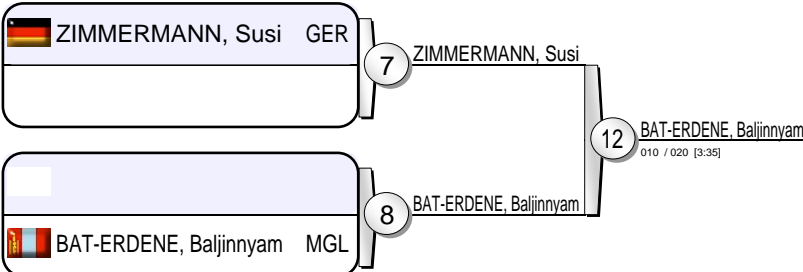 ZIMMERMANN, Susi GER
7
ZIMMERMANN, Susi
12
BAT-ERDENE, Baljinnyam
010 / 020 [3:35]
8
BAT-ERDENE, Baljinnyam
BAT-ERDENE, Baljinnyam MGL